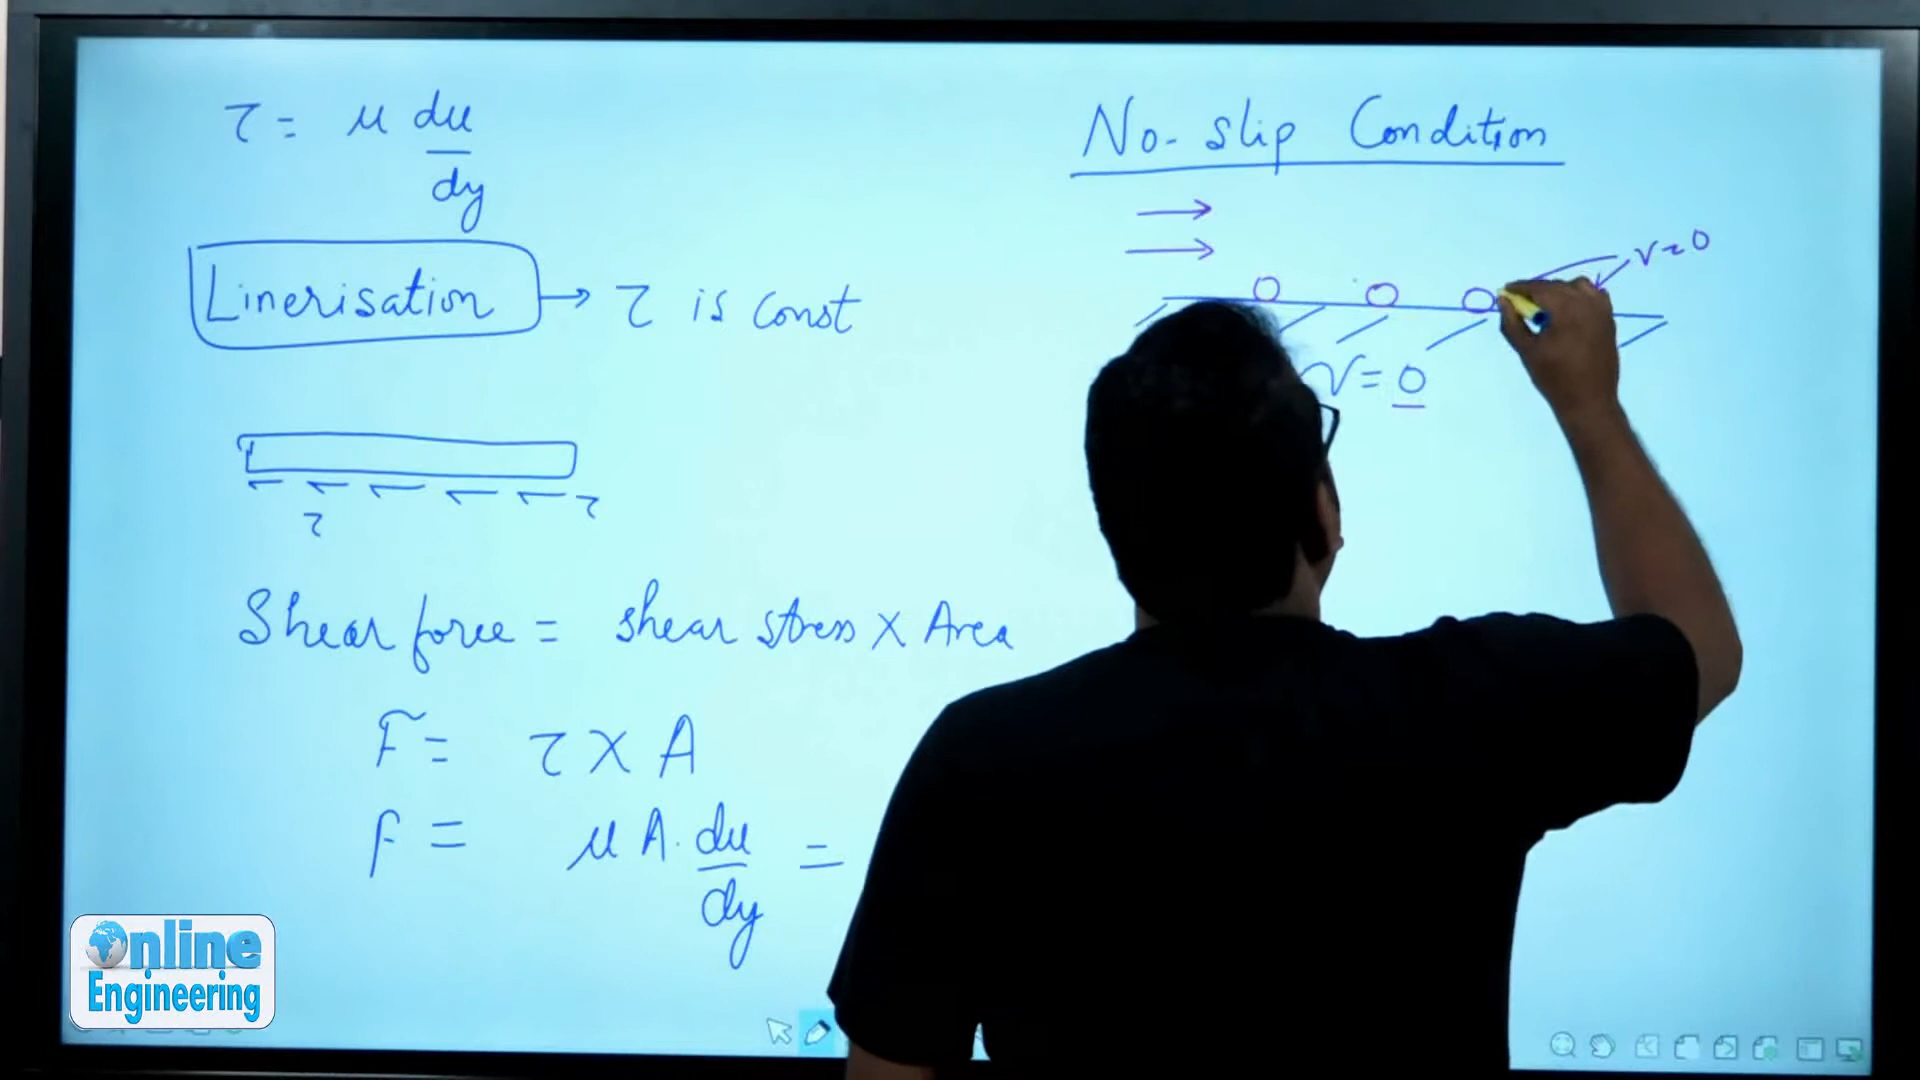 τ = μ du/dy
Linerisation → τ is const
τ
τ
Shear force = shear stress X Area
F = τ X A
F = μ A. du/dy =
No-slip Condition
v=0
V = 0
Online
Engineering